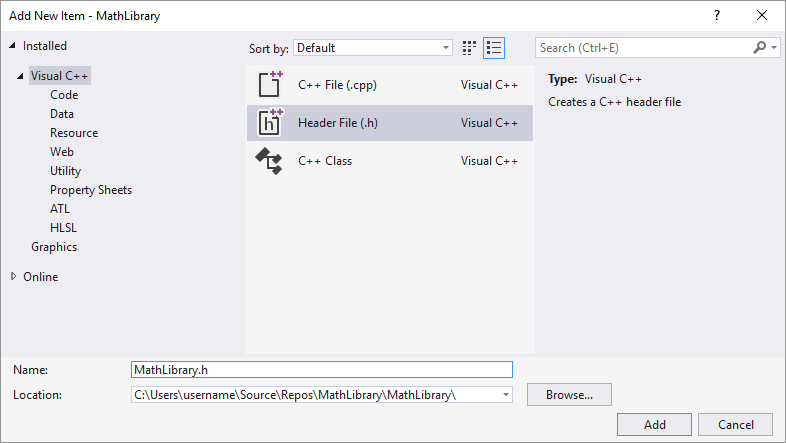 Add New Item - MathLibrary
? 
Installed
Sort by: Default
Search (Ctrl+E)
Visual C++
Code
Data
Resource
Web
Utility
Property Sheets
ATL
HLSL
Graphics
Online
C++ File (.cpp) Visual C++
Header File (.h) Visual C++
C++ Class Visual C++
Type: Visual C++
Creates a C++ header file
Name: MathLibrary.h
Location: C:\Users\username\Source\Repos\MathLibrary\MathLibrary\
Browse...
Add Cancel